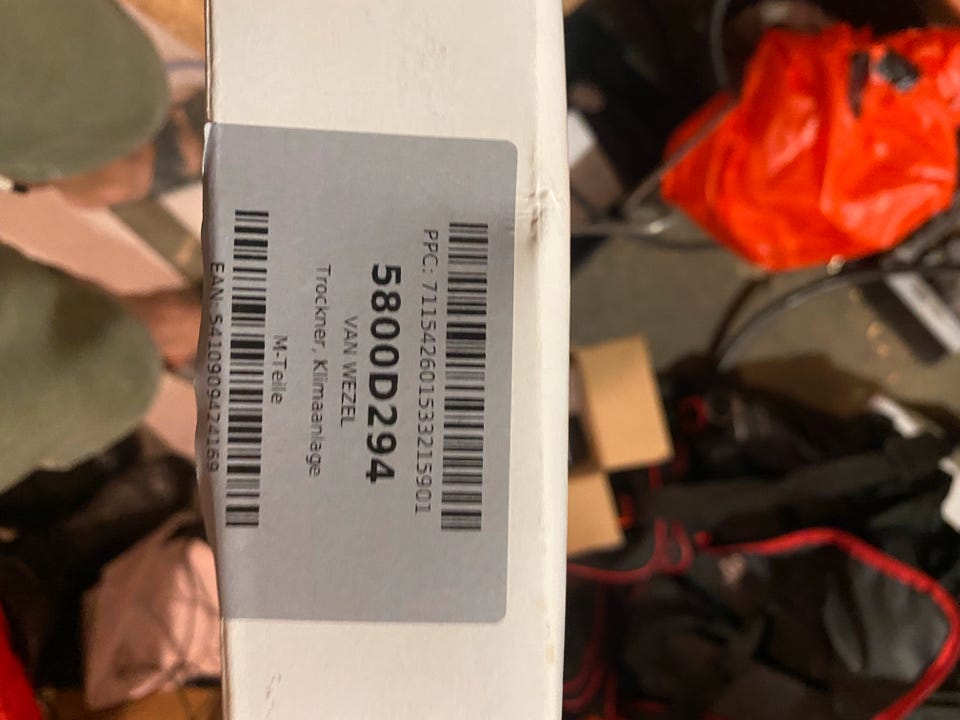 PPC: 711542601533215901
5800D294
VAN WEZEL
Trockner, Klimaanlage
M-Teile
EAN: 5410909424169